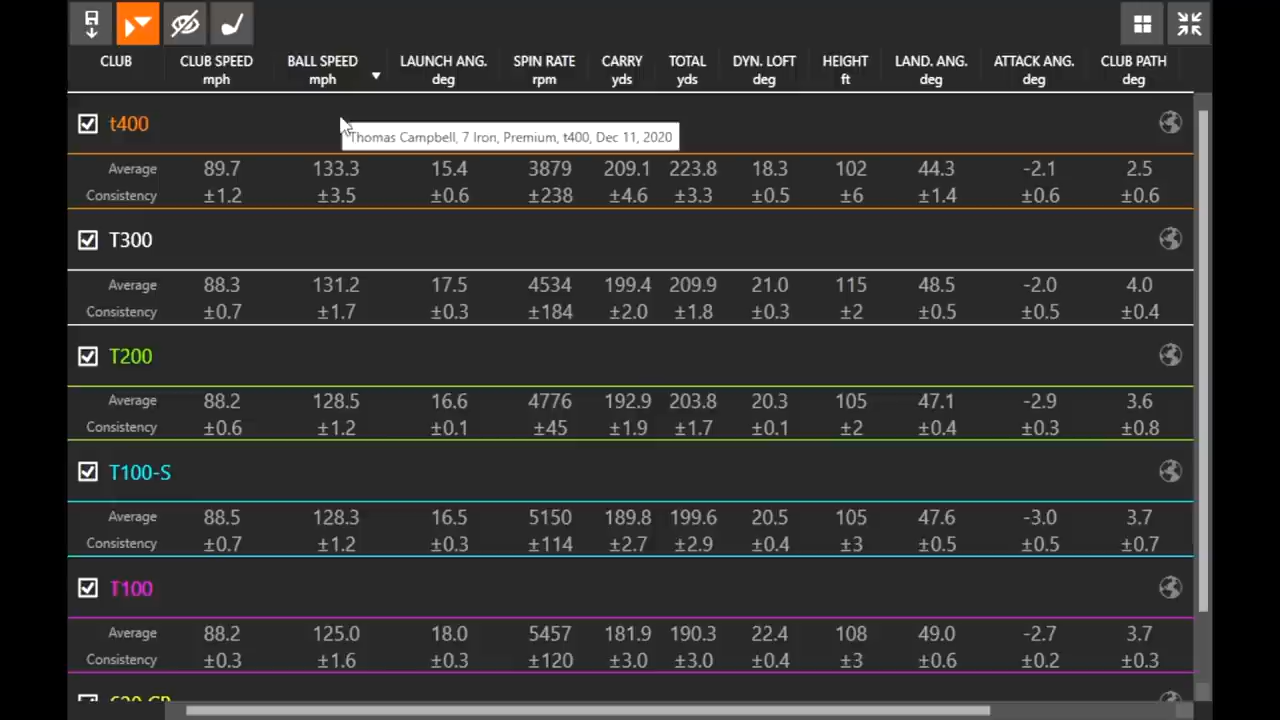 CLUB CLUB SPEED BALL SPEED LAUNCH ANG. SPIN RATE CARRY TOTAL DYN. LOFT HEIGHT LAND. ANG. ATTACK ANG. CLUB PATH
mph mph deg rpm yds yds deg ft deg deg deg
t400
Thomas Campbell, 7 Iron, Premium, t400, Dec 11, 2020
Average 89.7 133.3 15.4 3879 209.1 223.8 18.3 102 44.3 -2.1 2.5
Consistency ±1.2 ±3.5 ±0.6 ±238 ±4.6 ±3.3 ±0.5 ±6 ±1.4 ±0.6 ±0.6
T300
Average 88.3 131.2 17.5 4534 199.4 209.9 21.0 115 48.5 -2.0 4.0
Consistency ±0.7 ±1.7 ±0.3 ±184 ±2.0 ±1.8 ±0.3 ±2 ±0.5 ±0.5 ±0.4
T200
Average 88.2 128.5 16.6 4776 192.9 203.8 20.3 105 47.1 -2.9 3.6
Consistency ±0.6 ±1.2 ±0.1 ±45 ±1.9 ±1.7 ±0.1 ±2 ±0.4 ±0.3 ±0.8
T100-S
Average 88.5 128.3 16.5 5150 189.8 199.6 20.5 105 47.6 -3.0 3.7
Consistency ±0.7 ±1.2 ±0.3 ±114 ±2.7 ±2.9 ±0.4 ±3 ±0.5 ±0.5 ±0.7
T100
Average 88.2 125.0 18.0 5457 181.9 190.3 22.4 108 49.0 -2.7 3.7
Consistency ±0.3 ±1.6 ±0.3 ±120 ±3.0 ±3.0 ±0.4 ±3 ±0.6 ±0.2 ±0.3